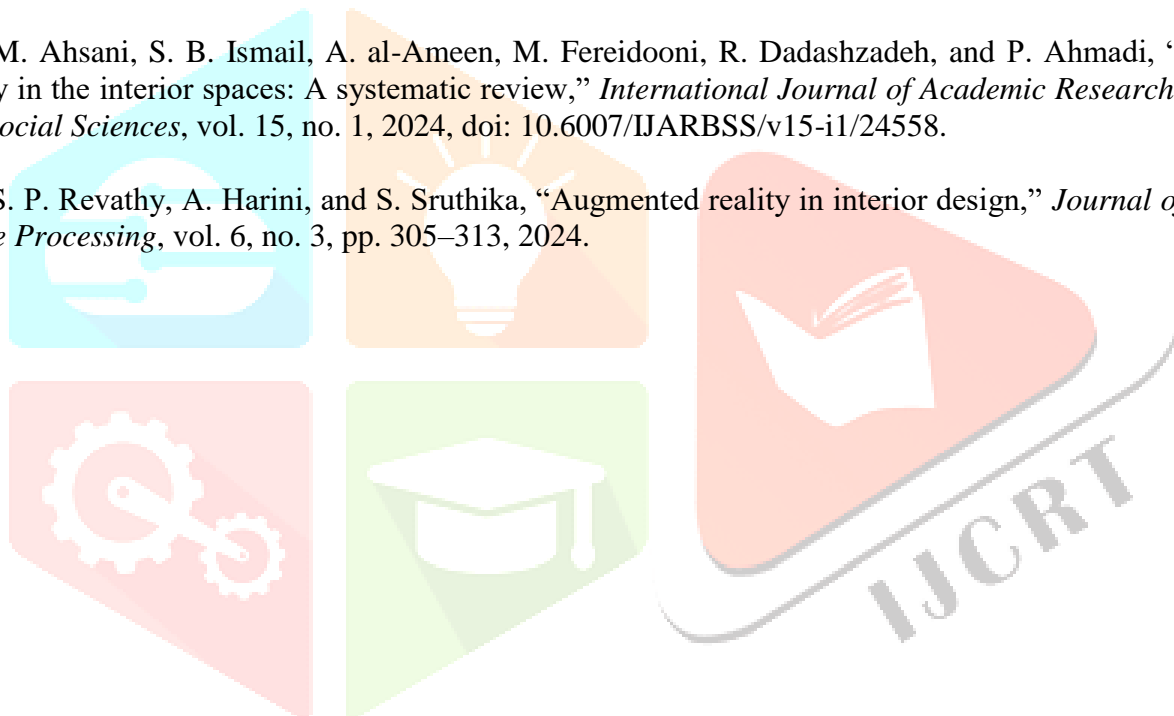 M. Ahsani, S. B. Ismail, A. al-Ameen, M. Fereidooni, R. Dadashzadeh, and P. Ahmadi, “
y in the interior spaces: A systematic review,” International Journal of Academic Research
ocial Sciences, vol. 15, no. 1, 2024, doi: 10.6007/IJARBSS/v15-i1/24558.
S. P. Revathy, A. Harini, and S. Sruthika, “Augmented reality in interior design,” Journal of
e Processing, vol. 6, no. 3, pp. 305–313, 2024.
IJCRT